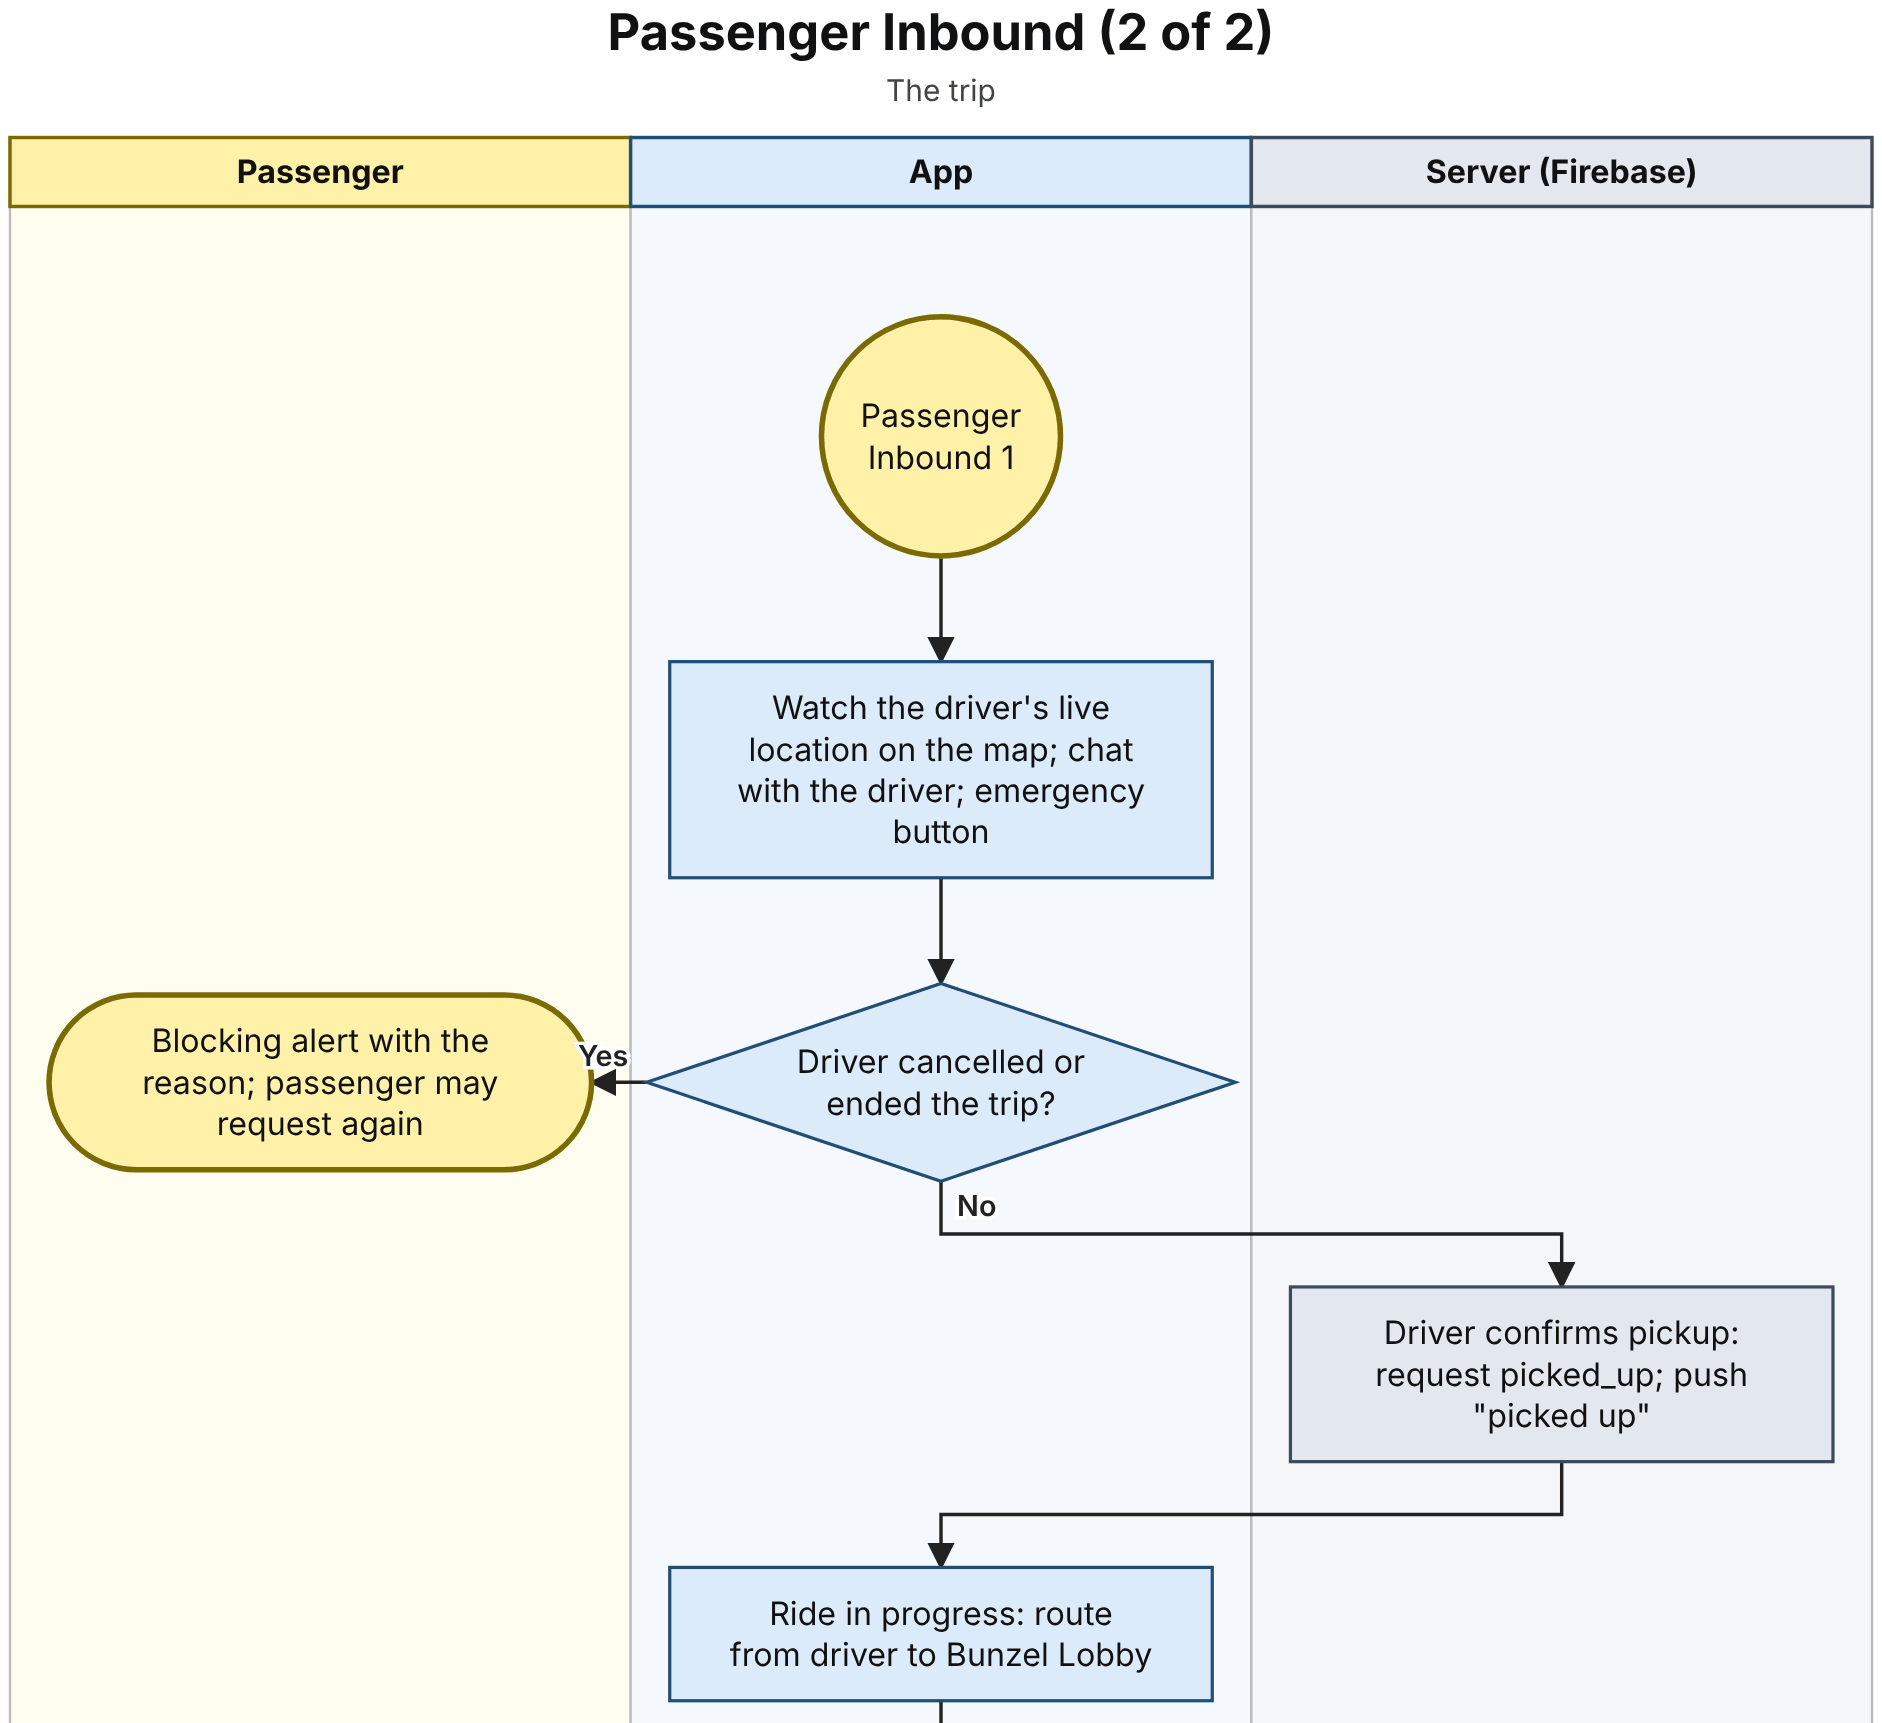 Passenger Inbound (2 of 2)
The trip
Passenger
App
Server (Firebase)
Passenger
Inbound 1
Watch the driver's live
location on the map; chat
with the driver; emergency
button
Driver cancelled or
ended the trip?
Yes
Blocking alert with the
reason; passenger may
request again
No
Driver confirms pickup:
request picked_up; push
"picked up"
Ride in progress: route
from driver to Bunzel Lobby